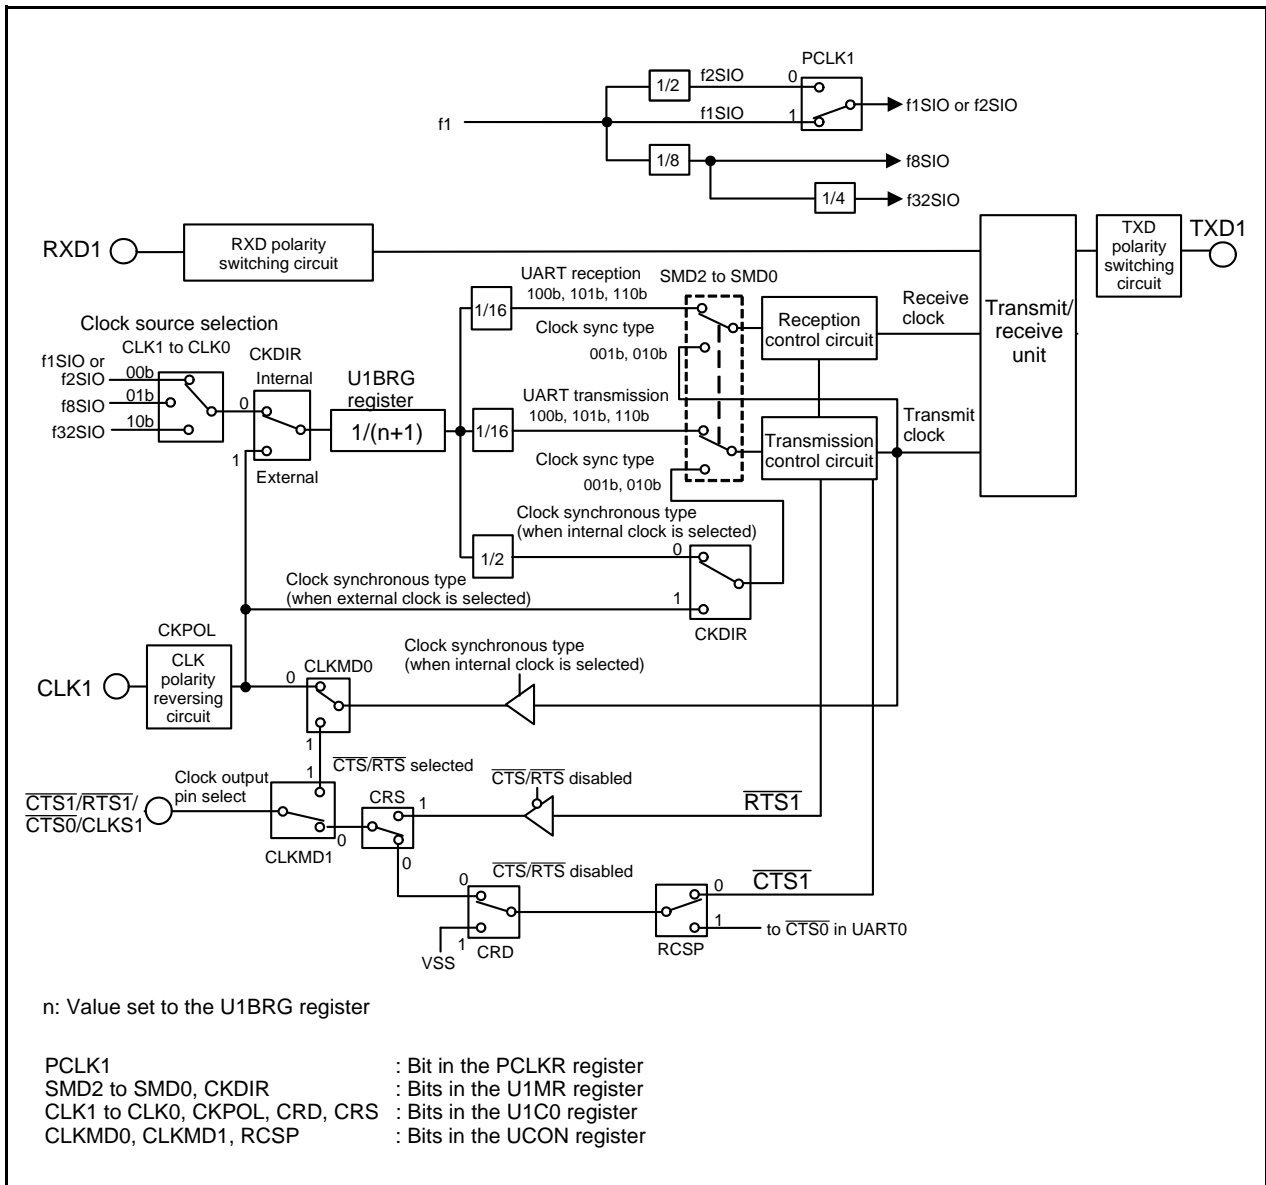 PCLK1
1/2
f2SIO
0
f1
f1SIO
1
f1SIO or f2SIO
1/8
f8SIO
1/4
f32SIO
RXD1
RXD polarity
switching circuit
TXD
polarity
switching
circuit
TXD1
UART reception
100b, 101b, 110b
SMD2 to SMD0
1/16
Clock sync type
001b, 010b
Reception
control circuit
Receive
clock
Transmit/
receive
unit
Clock source selection
CLK1 to CLK0
f1SIO or
f2SIO
00b
f8SIO
01b
f32SIO
10b
CKDIR
Internal
0
1
External
U1BRG
register
1/(n+1)
UART transmission
100b, 101b, 110b
1/16
Clock sync type
001b, 010b
Transmission
control circuit
Transmit
clock
Clock synchronous type
(when internal clock is selected)
1/2
0
Clock synchronous type
(when external clock is selected)
1
CKDIR
CKPOL
CLK1
CLK
polarity
reversing
circuit
CLKMD0
0
1
Clock synchronous type
(when internal clock is selected)
CTS1/RTS1/
CTS0/CLKS1
Clock output
pin select
1
CTS/RTS selected
0
CLKMD1
CRS
1
0
CTS/RTS disabled
RTS1
CTS/RTS disabled
0
1
VSS
CRD
0
CTS1
1
to CTS0 in UART0
RCSP
n: Value set to the U1BRG register
PCLK1 : Bit in the PCLKR register
SMD2 to SMD0, CKDIR : Bits in the U1MR register
CLK1 to CLK0, CKPOL, CRD, CRS : Bits in the U1C0 register
CLKMD0, CLKMD1, RCSP : Bits in the UCON register